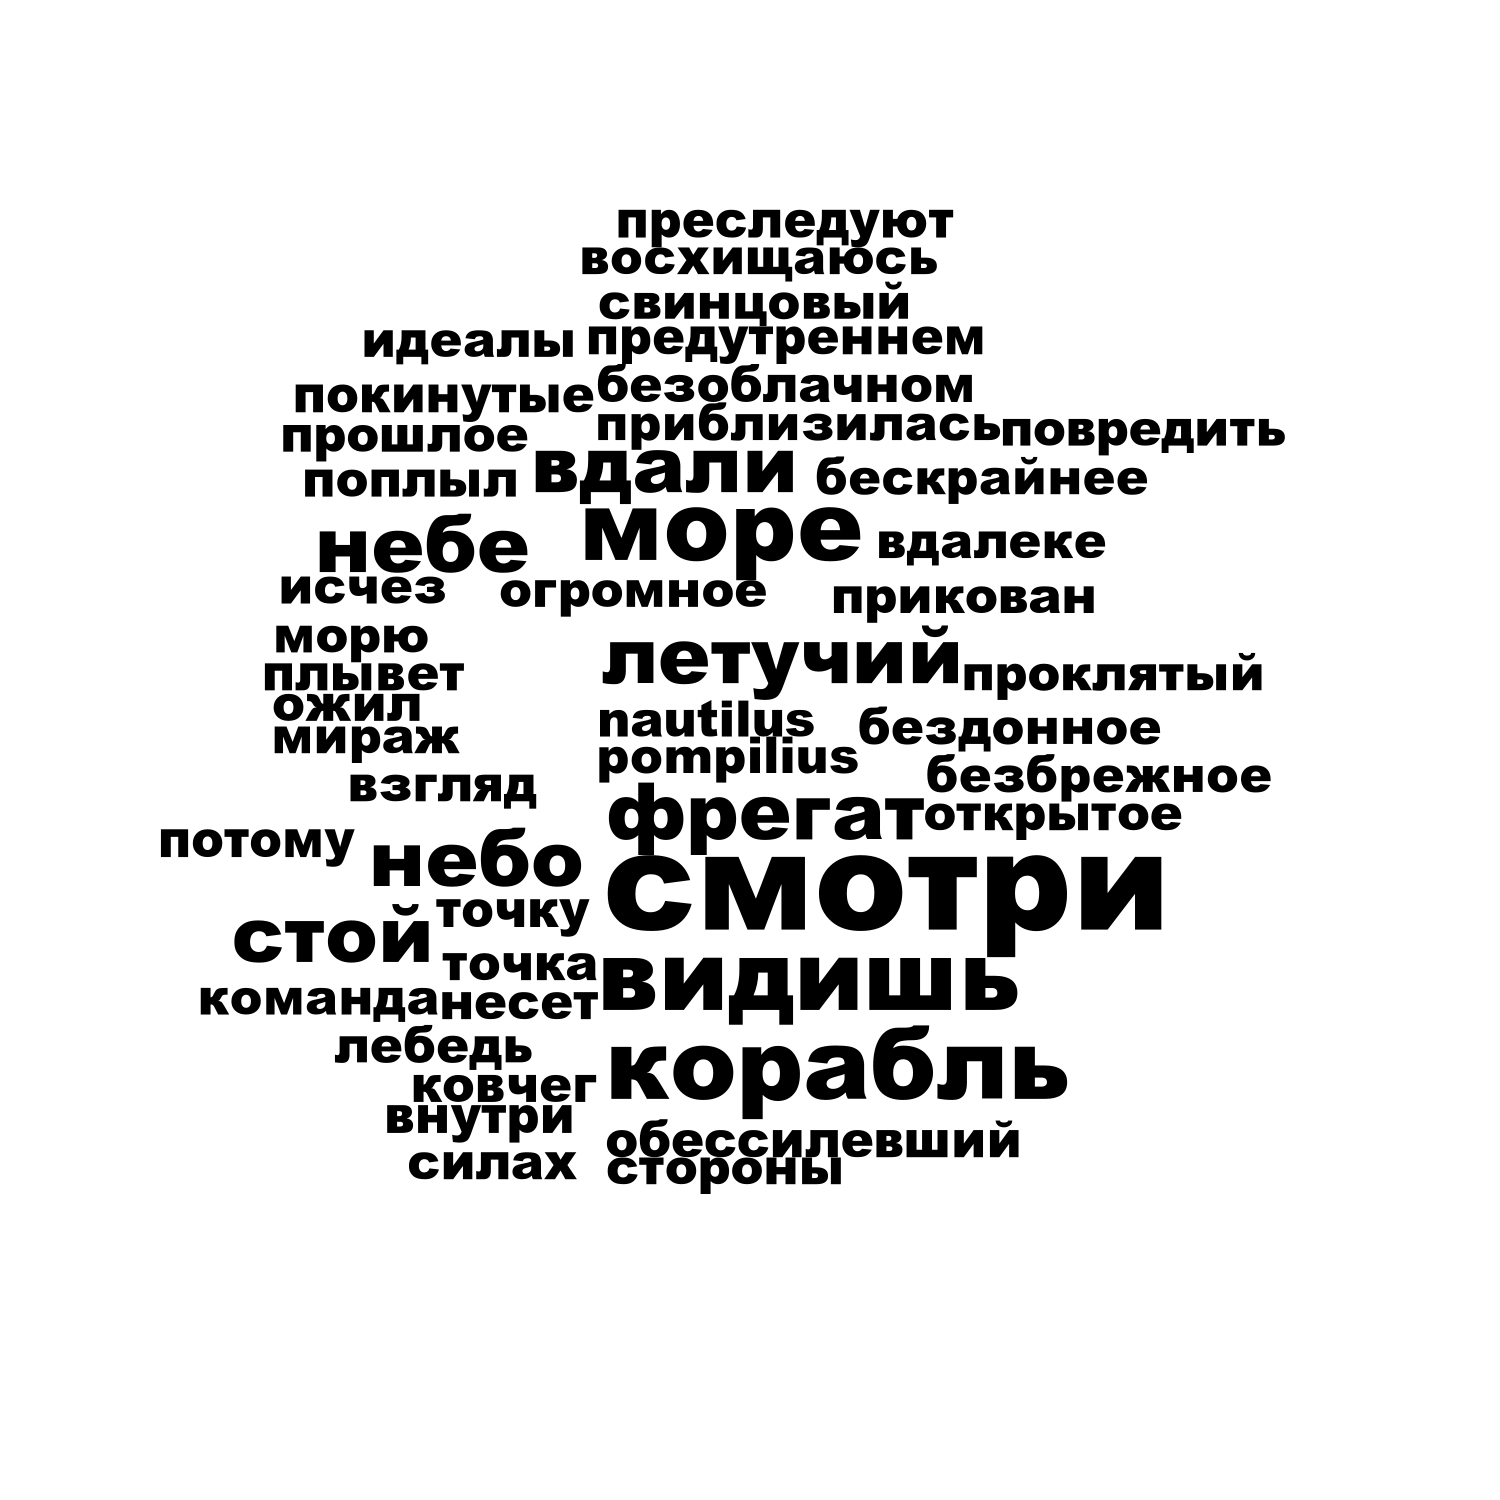 преследуют
восхищаюсь
свинцовый
идеалы предутреннем
покинутые безоблачном
прошлое приблизилась повредить
поплыл вдали бескрайнее
небе море вдалеке
исчез огромное прикован
морю
плывет летучий проклятый
ожил nautilus бездонное
мираж pompilius
взгляд безбрежное
фрегат открытое
потому небо смотри
точку
стой
точка видишь
команда несет
лебедь корабль
ковчег
внутри обессилевший
силах стороны